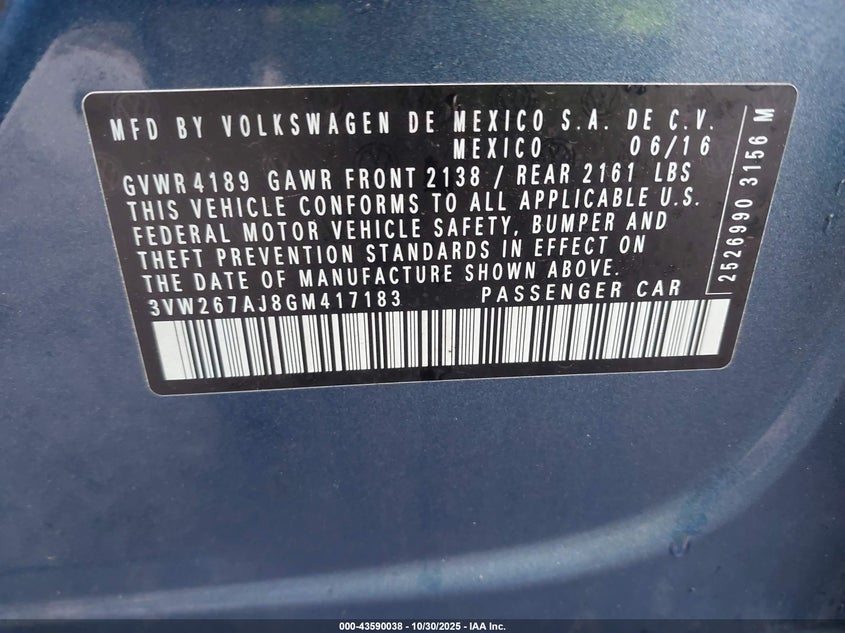 MFD BY VOLKSWAGEN DE MEXICO S.A. DE C.V.
MEXICO 06/16
GVWR 4189 GAWR FRONT 2138 / REAR 2161 LBS
THIS VEHICLE CONFORMS TO ALL APPLICABLE U.S.
FEDERAL MOTOR VEHICLE SAFETY, BUMPER AND
THEFT PREVENTION STANDARDS IN EFFECT ON
THE DATE OF MANUFACTURE SHOWN ABOVE.
3VW267AJ8GM417183 PASSENGER CAR
2526990 3156 M
000-43590038 - 10/30/2025 - IAA Inc.